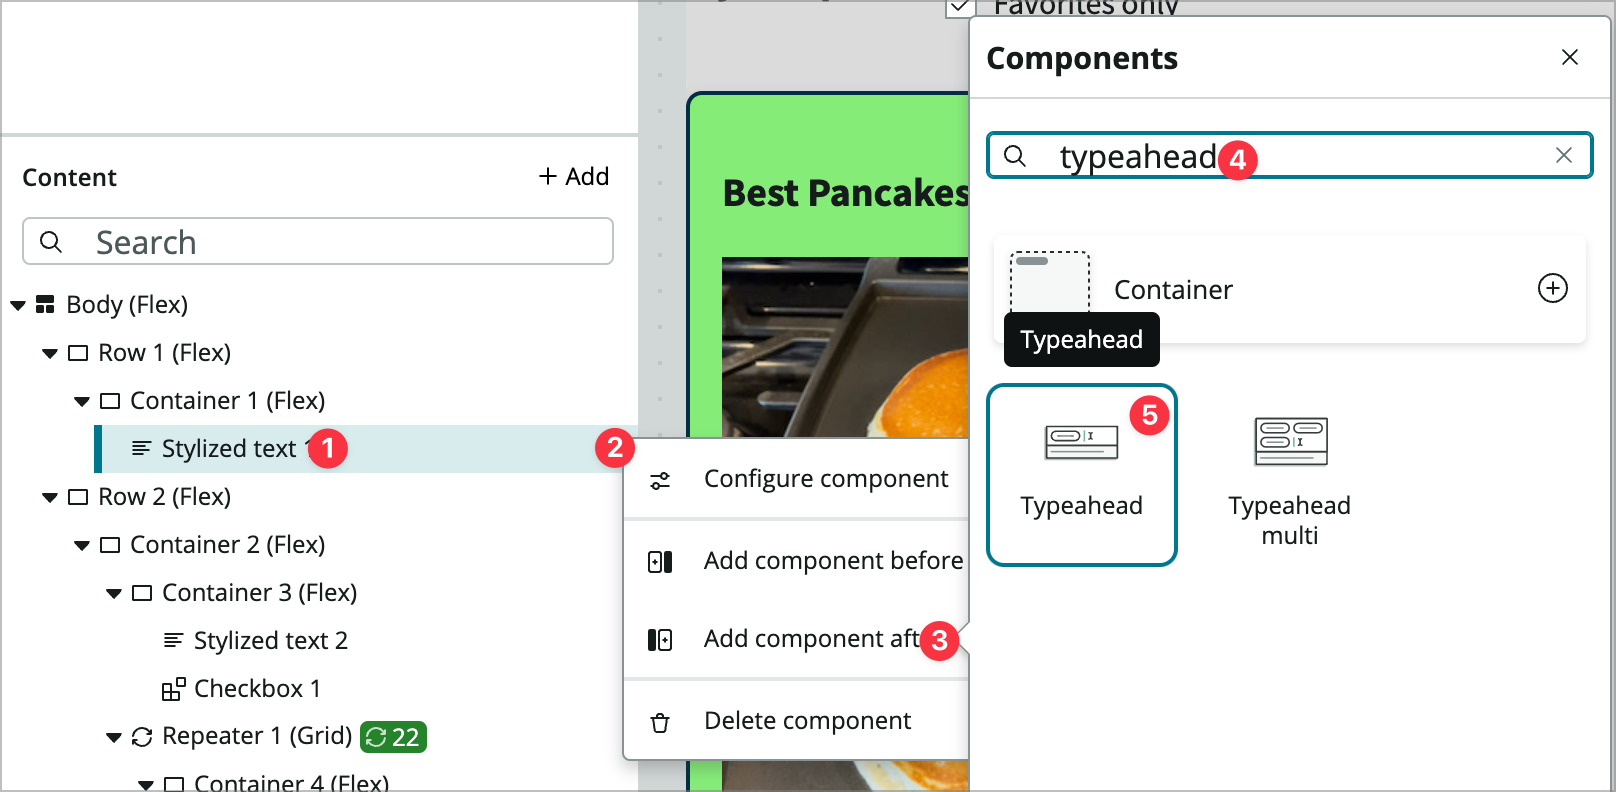 Favorites only
Components
typeahead 4
Content
+ Add
Search
Best Pancakes
Container
Typeahead
Body (Flex)
Row 1 (Flex)
Container 1 (Flex)
Stylized text 1
2
Row 2 (Flex)
Container 2 (Flex)
Container 3 (Flex)
Stylized text 2
Checkbox 1
Repeater 1 (Grid) 22
Container 4 (Flex)
Configure component
Add component before
Add component aft 3
Delete component
5
Typeahead
Typeahead
multi